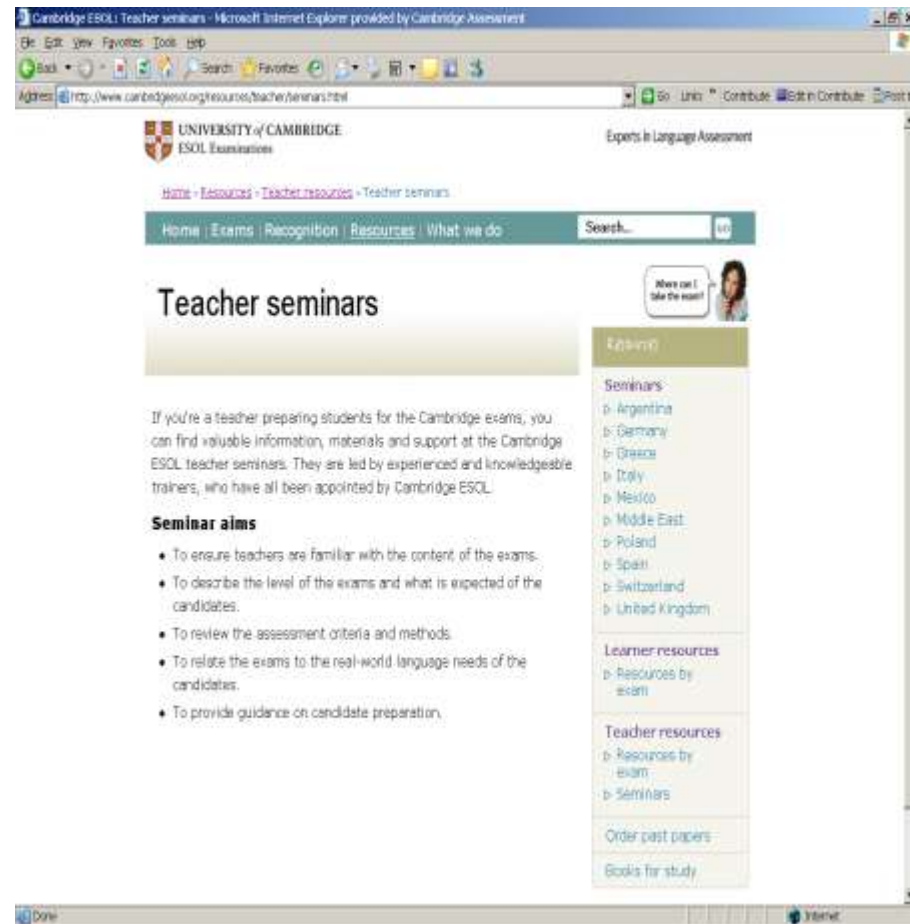 Cambridge ESOL: Teacher seminars - Microsoft Internet Explorer provided by Cambridge Assessment
File Edit View Favorites Tools Help
Back Search Favorites
Address http://www.cambridgeesol.org/resources/teacher/seminars.html Go Links » Contribute Edit in Contribute Post
UNIVERSITY of CAMBRIDGE
ESOL Examinations
Experts in Language Assessment
Home › Resources › Teacher resources › Teacher seminars
Home | Exams | Recognition | Resources | What we do
Search... GO
Teacher seminars
Where can I
take the exam?
If you're a teacher preparing students for the Cambridge exams, you
can find valuable information, materials and support at the Cambridge
ESOL teacher seminars. They are led by experienced and knowledgeable
trainers, who have all been appointed by Cambridge ESOL.
Seminar aims
• To ensure teachers are familiar with the content of the exams.
• To describe the level of the exams and what is expected of the
candidates.
• To review the assessment criteria and methods.
• To relate the exams to the real-world language needs of the
candidates.
• To provide guidance on candidate preparation.
Seminars
Argentina
Germany
Greece
Italy
Mexico
Middle East
Poland
Spain
Switzerland
United Kingdom
Learner resources
Resources by
exam
Teacher resources
Resources by
exam
Seminars
Order past papers
Books for study
Done
Internet